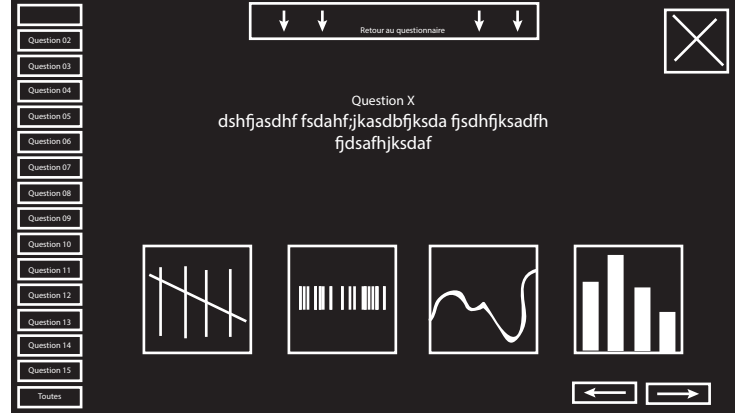 Question 02
Question 03
Question 04
Question 05
Question 06
Question 07
Question 08
Question 09
Question 10
Question 11
Question 12
Question 13
Question 14
Question 15
Toutes
Retour au questionnaire
Question X
dshfjasdhf fsdahf;jkasdbfjksda fjsdhfjksadfh
fjdsafhjksdaf